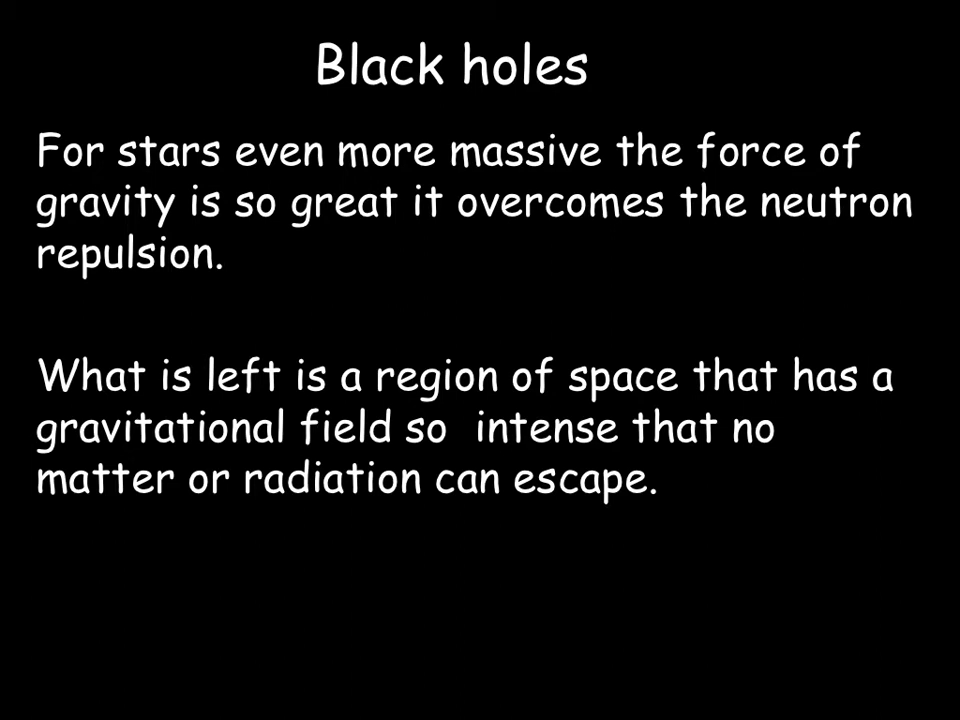 Black holes
For stars even more massive the force of
gravity is so great it overcomes the neutron
repulsion.
What is left is a region of space that has a
gravitational field so  intense that no
matter or radiation can escape.